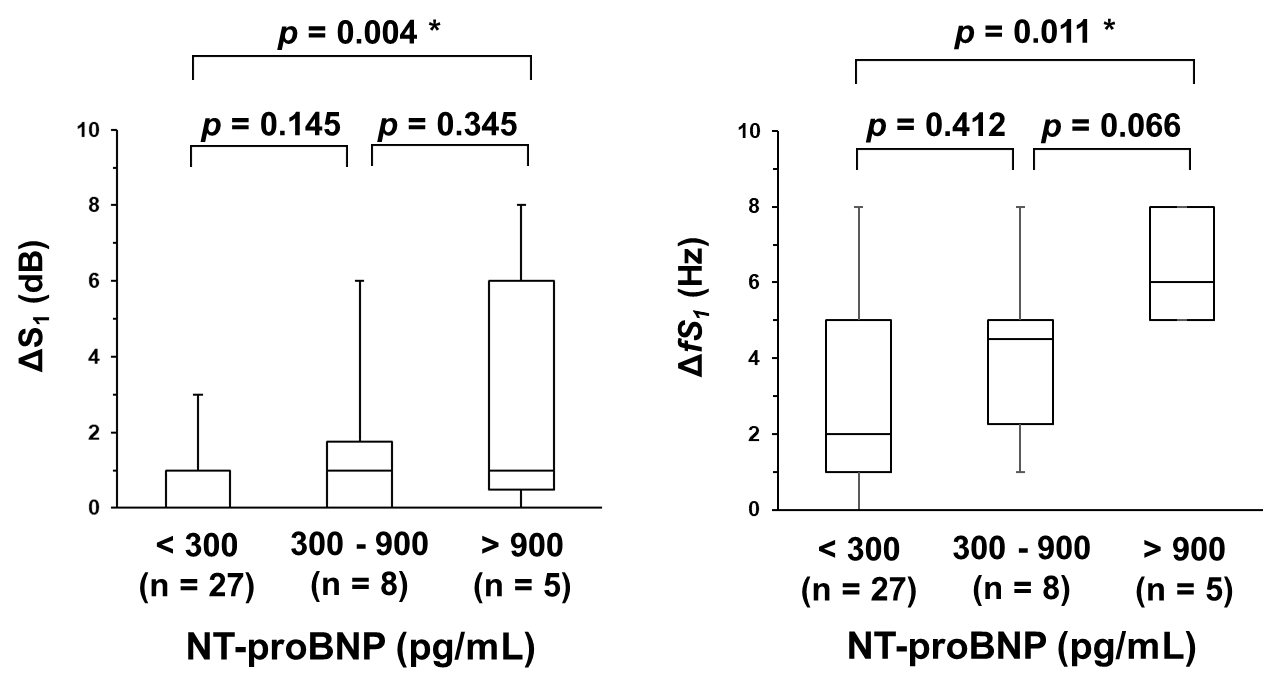 p = 0.004 *
p = 0.145 p = 0.345
10
8
6
4
2
0
ΔS1 (dB)
< 300 300 - 900 > 900
(n = 27) (n = 8) (n = 5)
NT-proBNP (pg/mL)
p = 0.011 *
p = 0.412 p = 0.066
10
8
6
4
2
0
ΔfS1 (Hz)
< 300 300 - 900 > 900
(n = 27) (n = 8) (n = 5)
NT-proBNP (pg/mL)